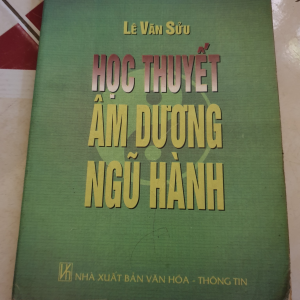 LÊ VĂN SỬU
HỌC THUYẾT
ÂM DƯƠNG
NGŨ HÀNH
NHÀ XUẤT BẢN VĂN HÓA - THÔNG TIN